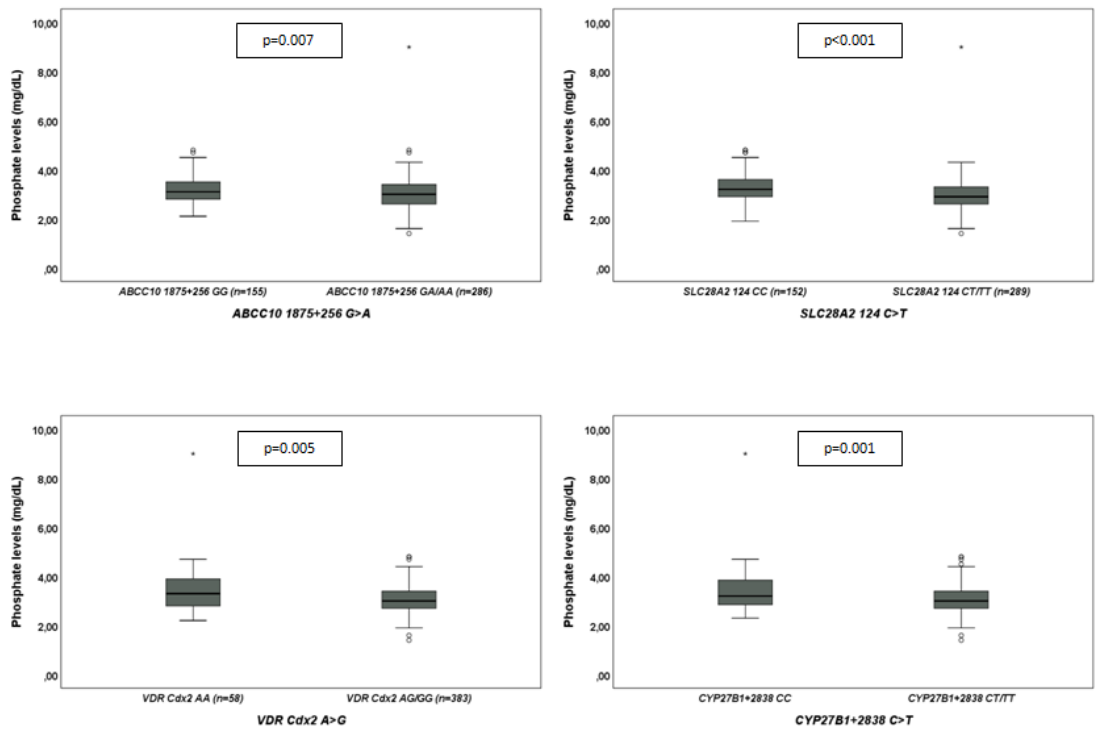 p=0.007
10,00
8,00
6,00
4,00
2,00
,00
Phosphate levels (mg/dL)
ABCC10 1875+256 GG (n=155)
ABCC10 1875+256 GA/AA (n=286)
ABCC10 1875+256 G>A
p<0.001
10,00
8,00
6,00
4,00
2,00
,00
Phosphate levels (mg/dL)
SLC28A2 124 CC (n=152)
SLC28A2 124 CT/TT (n=289)
SLC28A2 124 C>T
p=0.005
10,00
8,00
6,00
4,00
2,00
,00
Phosphate levels (mg/dL)
VDR Cdx2 AA (n=58)
VDR Cdx2 AG/GG (n=383)
VDR Cdx2 A>G
p=0.001
10,00
8,00
6,00
4,00
2,00
,00
Phosphate levels (mg/dL)
CYP27B1+2838 CC
CYP27B1+2838 CT/TT
CYP27B1+2838 C>T